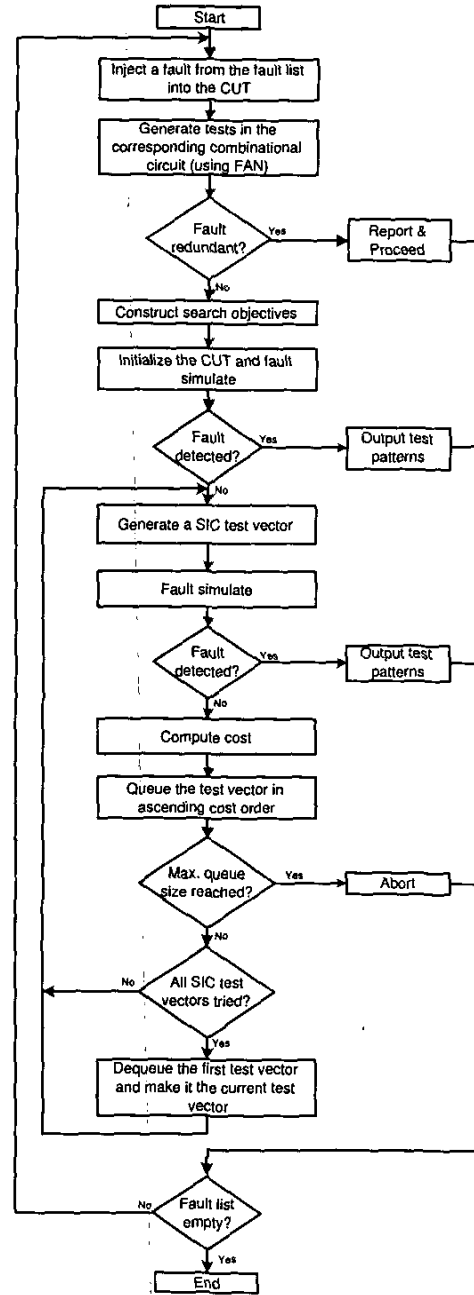 Start
Inject a fault from the fault list
into the CUT
Generate tests in the
corresponding combinational
circuit (using FAN)
Fault
redundant?
Yes
Report &
Proceed
No
Construct search objectives
Initialize the CUT and fault
simulate
Fault
detected?
Yes
Output test
patterns
No
Generate a SIC test vector
Fault simulate
Fault
detected?
Yes
Output test
patterns
No
Compute cost
Queue the test vector in
ascending cost order
Max. queue
size reached?
Yes
Abort
No
All SIC test
vectors tried?
No
Yes
Dequeue the first test vector
and make it the current test
vector
Fault list
empty?
No
Yes
End